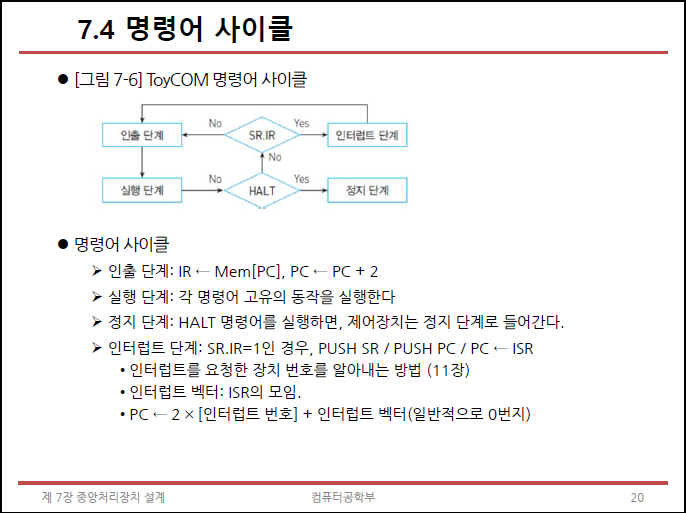 7.4 명령어 사이클
● [그림 7-6] ToyCOM 명령어 사이클
No Yes
인출 단계 SR.IR 인터럽트 단계
No
No Yes
실행 단계 HALT 정지 단계
● 명령어 사이클
➢ 인출 단계: IR ← Mem[PC], PC ← PC + 2
➢ 실행 단계: 각 명령어 고유의 동작을 실행한다
➢ 정지 단계: HALT 명령어를 실행하면, 제어장치는 정지 단계로 들어간다.
➢ 인터럽트 단계: SR.IR=1인 경우, PUSH SR / PUSH PC / PC ← ISR
• 인터럽트를 요청한 장치 번호를 알아내는 방법 (11장)
• 인터럽트 벡터: ISR의 모임.
• PC ← 2 × [인터럽트 번호] + 인터럽트 벡터(일반적으로 0번지)
제 7장 중앙처리장치 설계 컴퓨터공학부 20